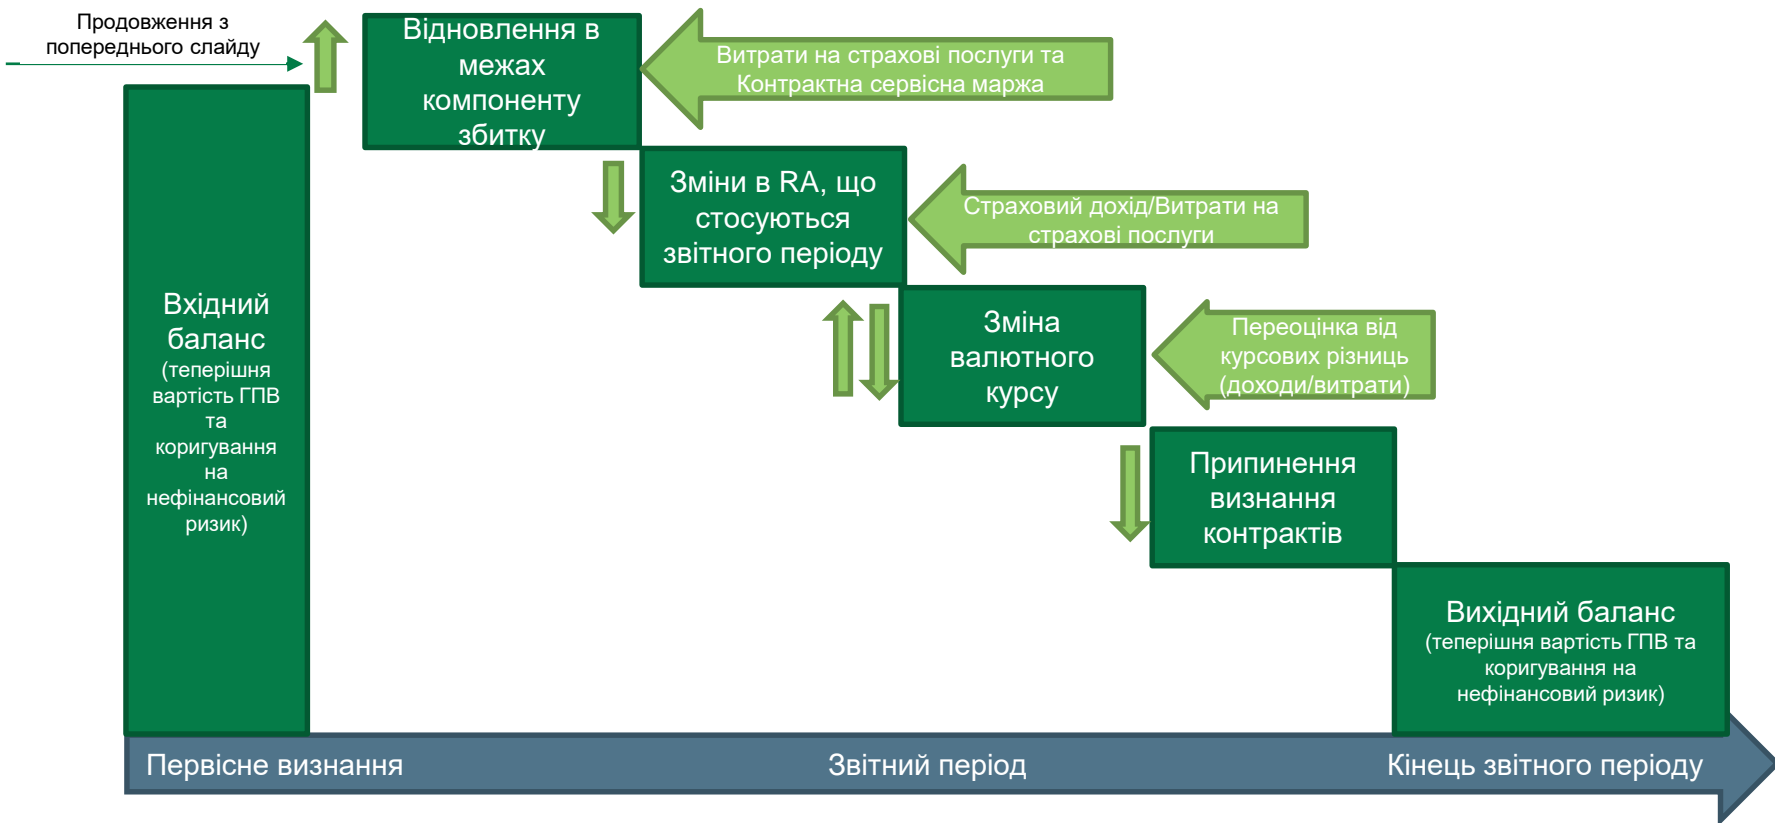 Продовження з
попереднього слайду
Відновлення в
межах
компоненту
збитку
Витрати на страхові послуги та
Контрактна сервісна маржа
Зміни в RA, що
стосуються
звітного періоду
Страховий дохід/Витрати на
страхові послуги
Вхідний
баланс
(теперішня
вартість ГПВ
та
коригування
на
нефінансовий
ризик)
Зміна
валютного
курсу
Переоцінка від
курсових різниць
(доходи/витрати)
Припинення
визнання
контрактів
Вихідний баланс
(теперішня вартість ГПВ та
коригування на
нефінансовий ризик)
Первісне визнання
Звітний період
Кінець звітного періоду